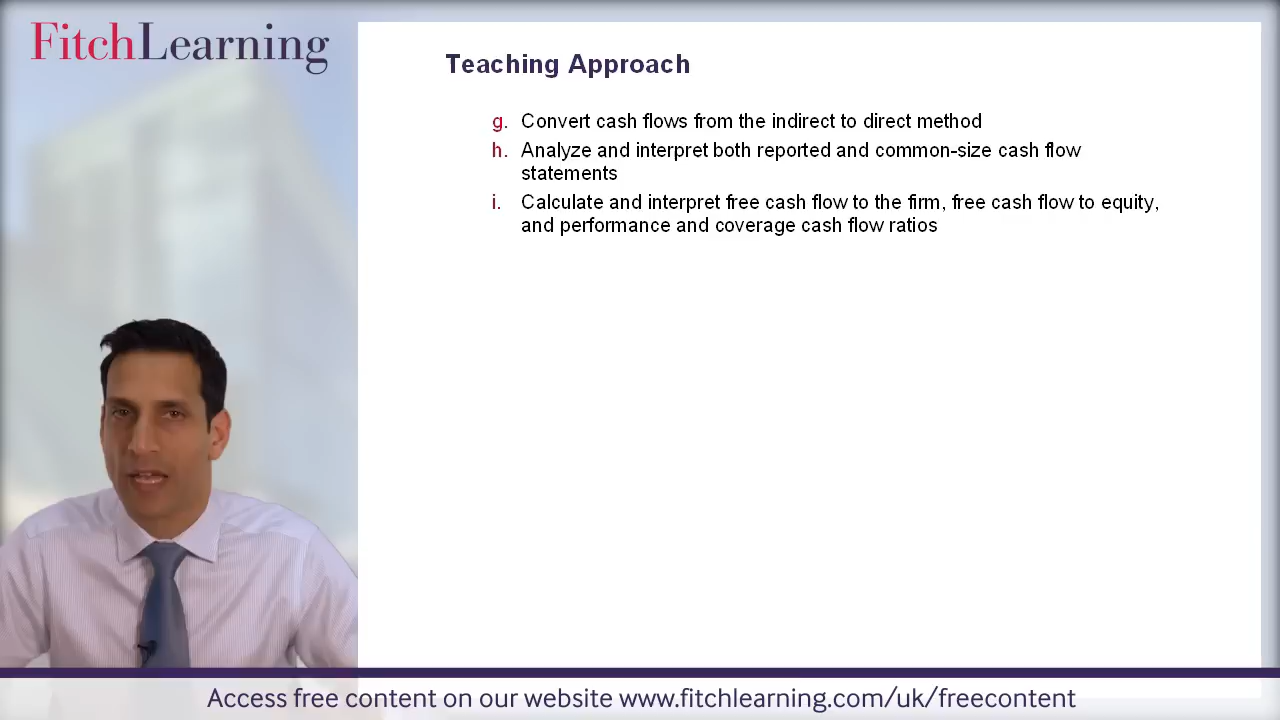 FitchLearning
Teaching Approach
g. Convert cash flows from the indirect to direct method
h. Analyze and interpret both reported and common-size cash flow
statements
i. Calculate and interpret free cash flow to the firm, free cash flow to equity,
and performance and coverage cash flow ratios
Access free content on our website www.fitchlearning.com/uk/freecontent